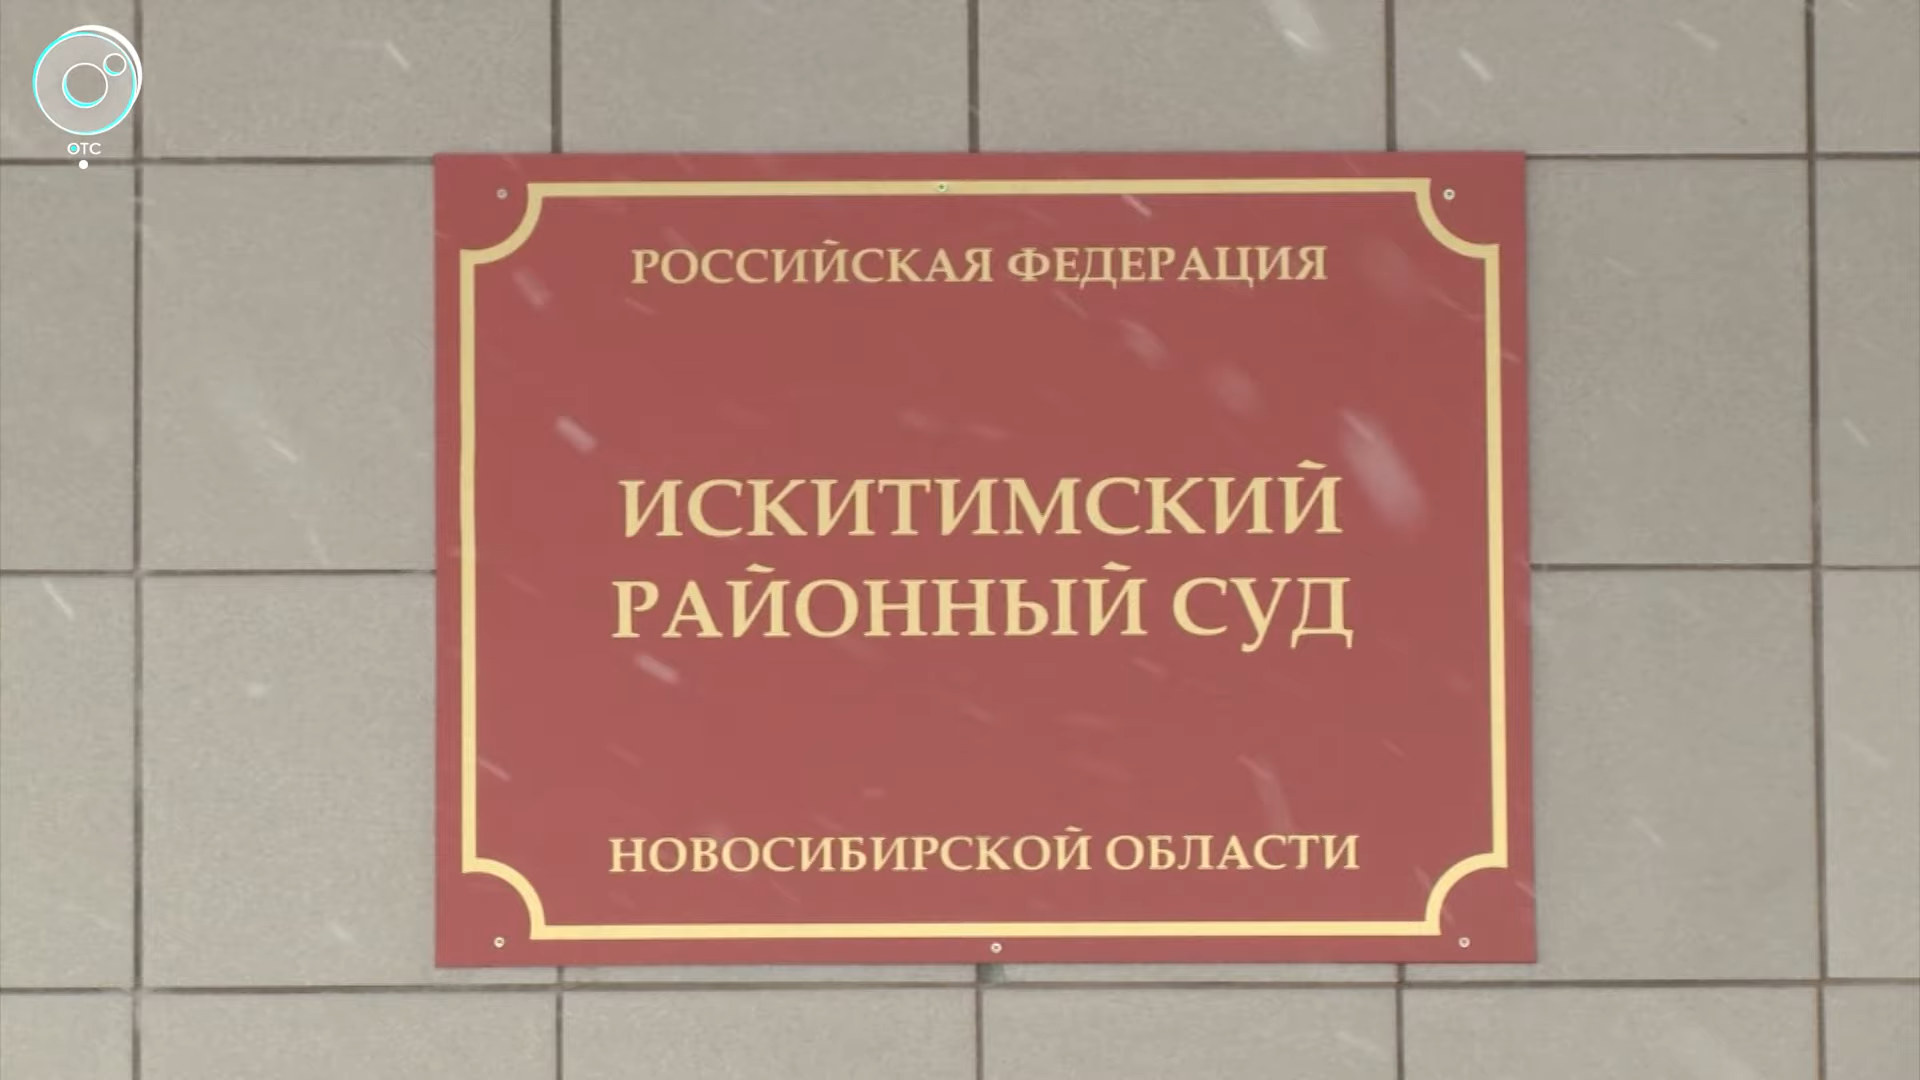 ОТС
РОССИЙСКАЯ ФЕДЕРАЦИЯ
ИСКИТИМСКИЙ
РАЙОННЫЙ СУД
НОВОСИБИРСКОЙ ОБЛАСТИ